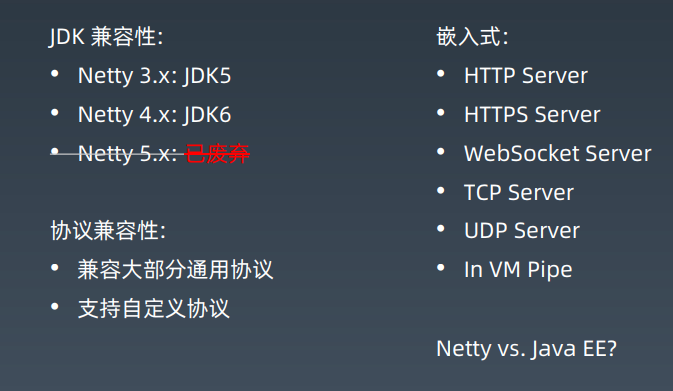 JDK 兼容性：
• Netty 3.x: JDK5
• Netty 4.x: JDK6
• Netty 5.x: 已废弃
协议兼容性：
• 兼容大部分通用协议
• 支持自定义协议
嵌入式：
• HTTP Server
• HTTPS Server
• WebSocket Server
• TCP Server
• UDP Server
• In VM Pipe
Netty vs. Java EE?